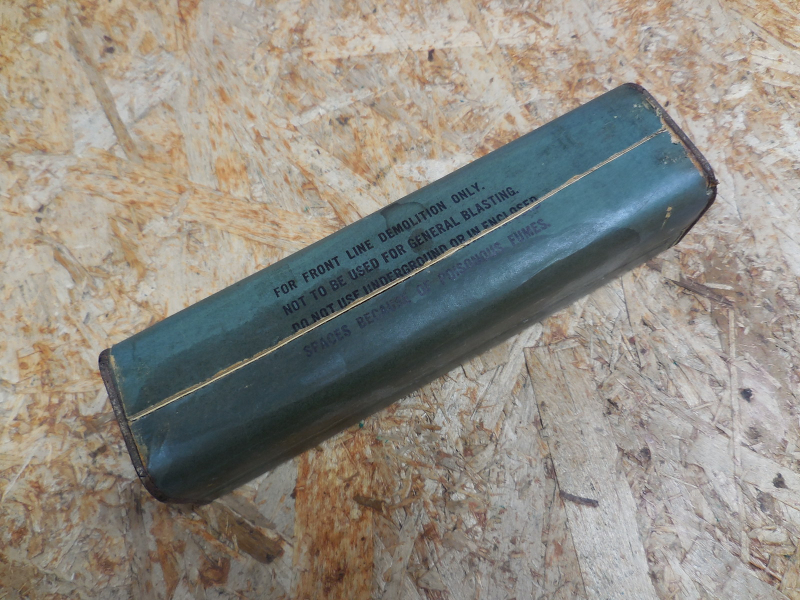 FOR FRONT LINE DEMOLITION ONLY.
NOT TO BE USED FOR GENERAL BLASTING.
DO NOT USE UNDERGROUND OR IN ENCLOSED
SPACES BECAUSE OF POISONOUS FUMES.